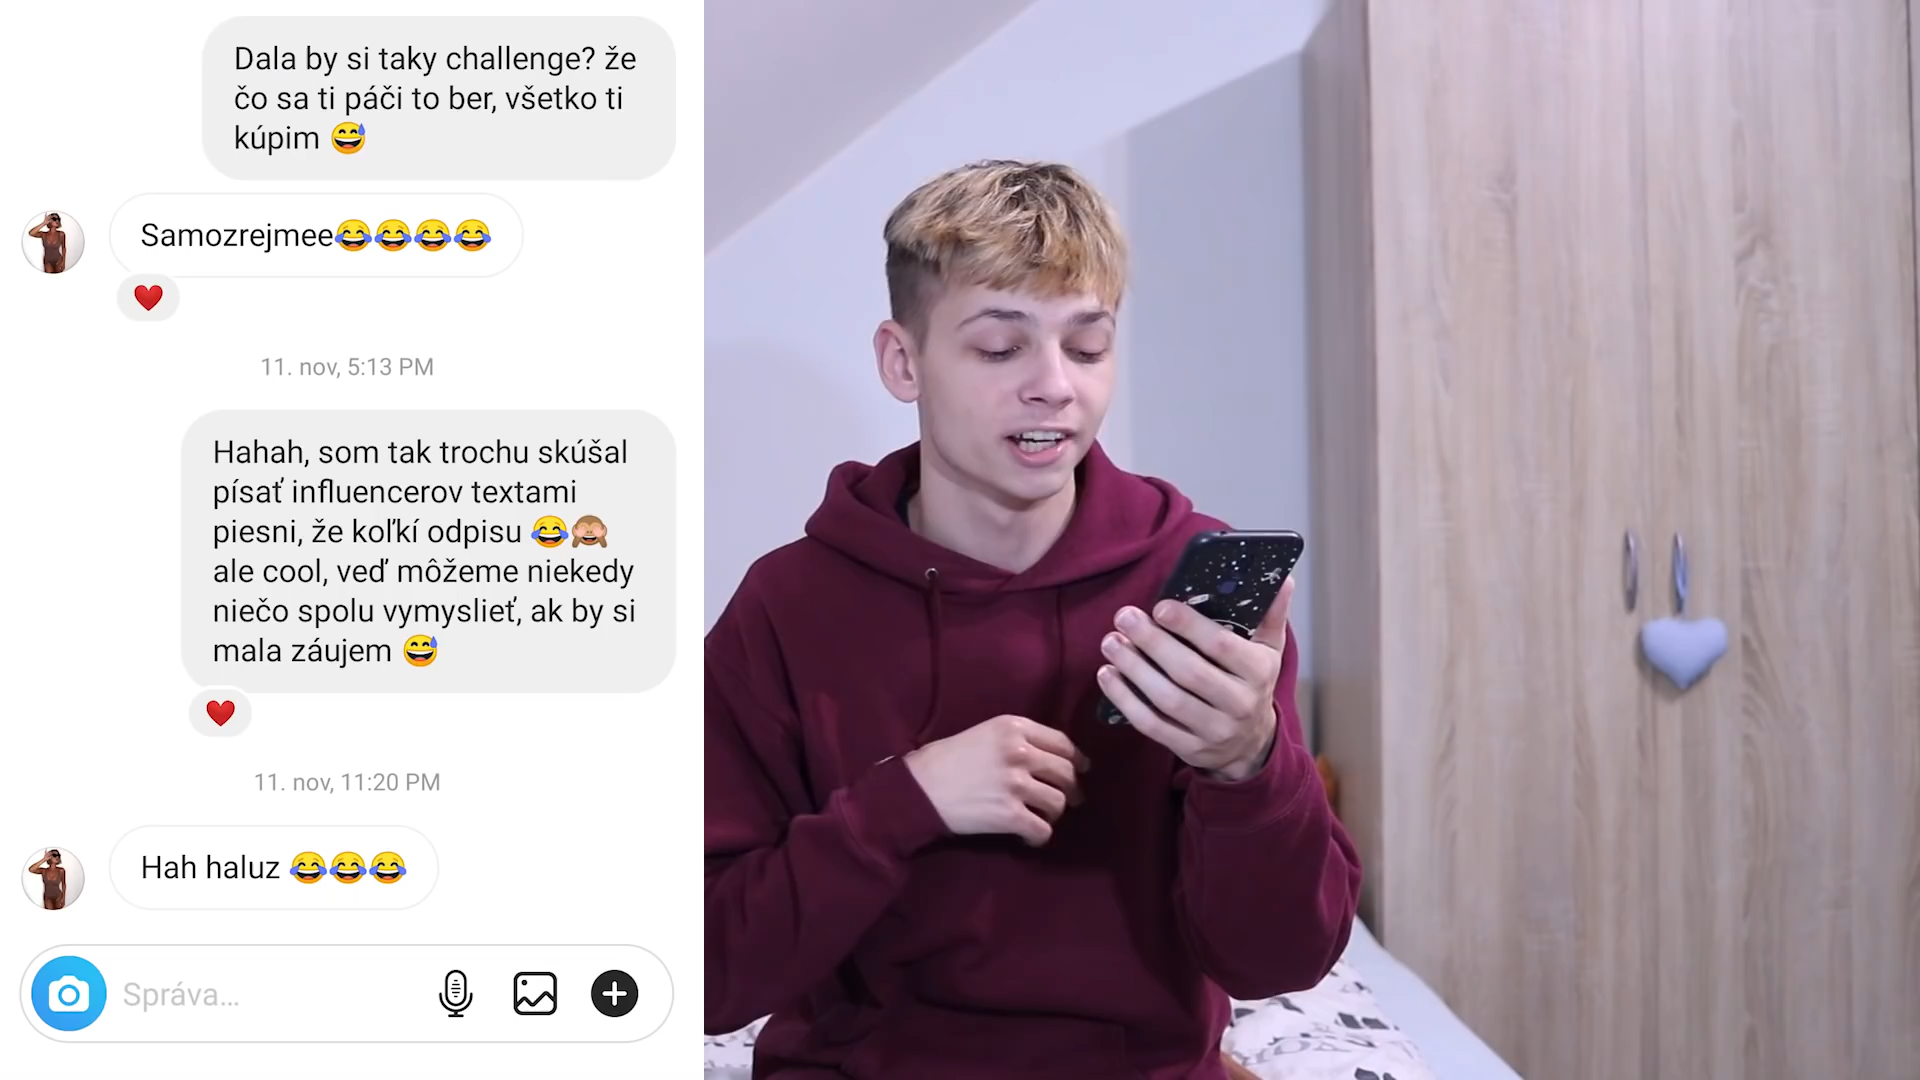 Dala by si taky challenge? že
čo sa ti páči to ber, všetko ti
kúpim 😅
Samozrejmee😂😂😂😂
❤️
11. nov, 5:13 PM
Hahah, som tak trochu skúšal
písať influencerov textami
piesni, že koľkí odpisu 😂🙈
ale cool, veď môžeme niekedy
niečo spolu vymyslieť, ak by si
mala záujem 😅
❤️
11. nov, 11:20 PM
Hah haluz 😂😂😂
Správa...